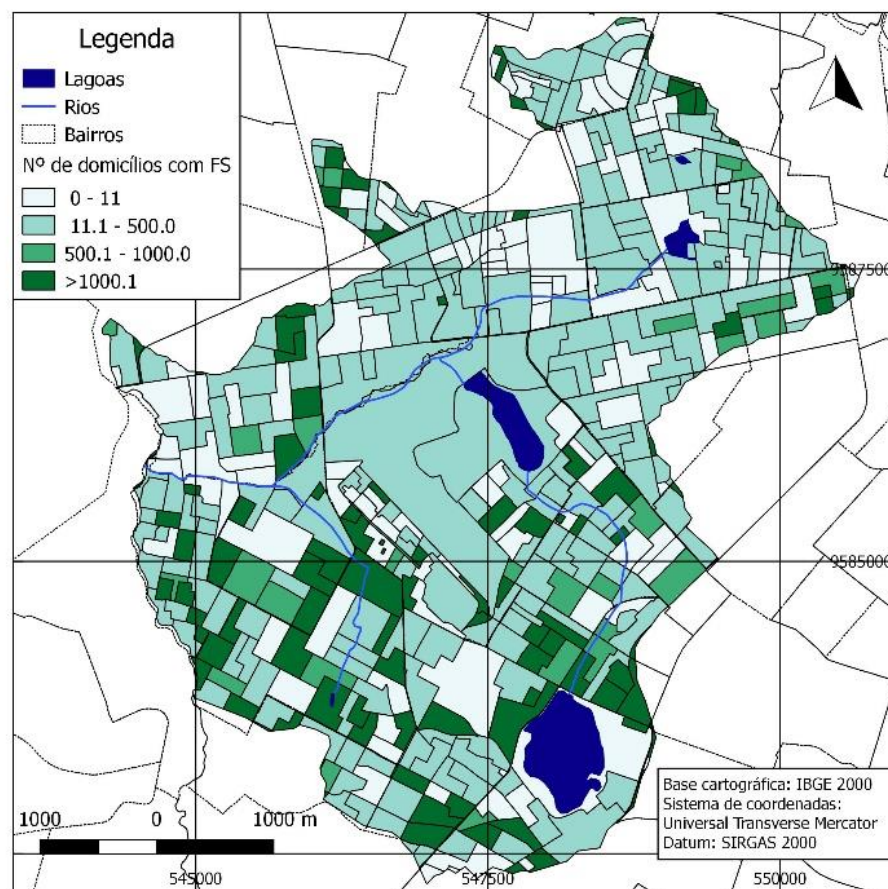 Legenda
Lagoas
Rios
Bairros
Nº de domicílios com FS
0 - 11
11.1 - 500.0
500.1 - 1000.0
>1000.1
9587500
9585000
1000 0 1000 m
Base cartográfica: IBGE 2000
Sistema de coordenadas:
Universal Transverse Mercator
Datum: SIRGAS 2000
545000 547500 550000